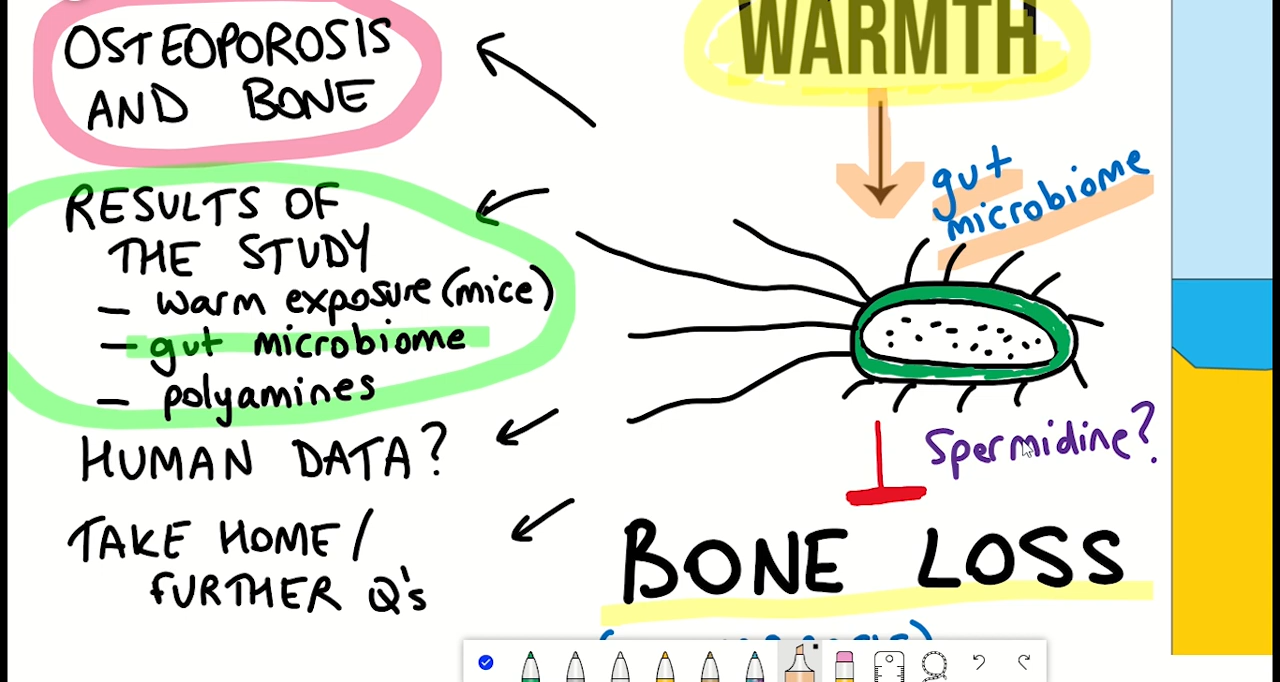 OSTEOPOROSIS
AND BONE
RESULTS OF
THE STUDY
– warm exposure (mice)
– gut microbiome
– polyamines
HUMAN DATA?
TAKE HOME/
FURTHER Q's
WARMTH
gut
microbiome
Spermidine?
BONE LOSS